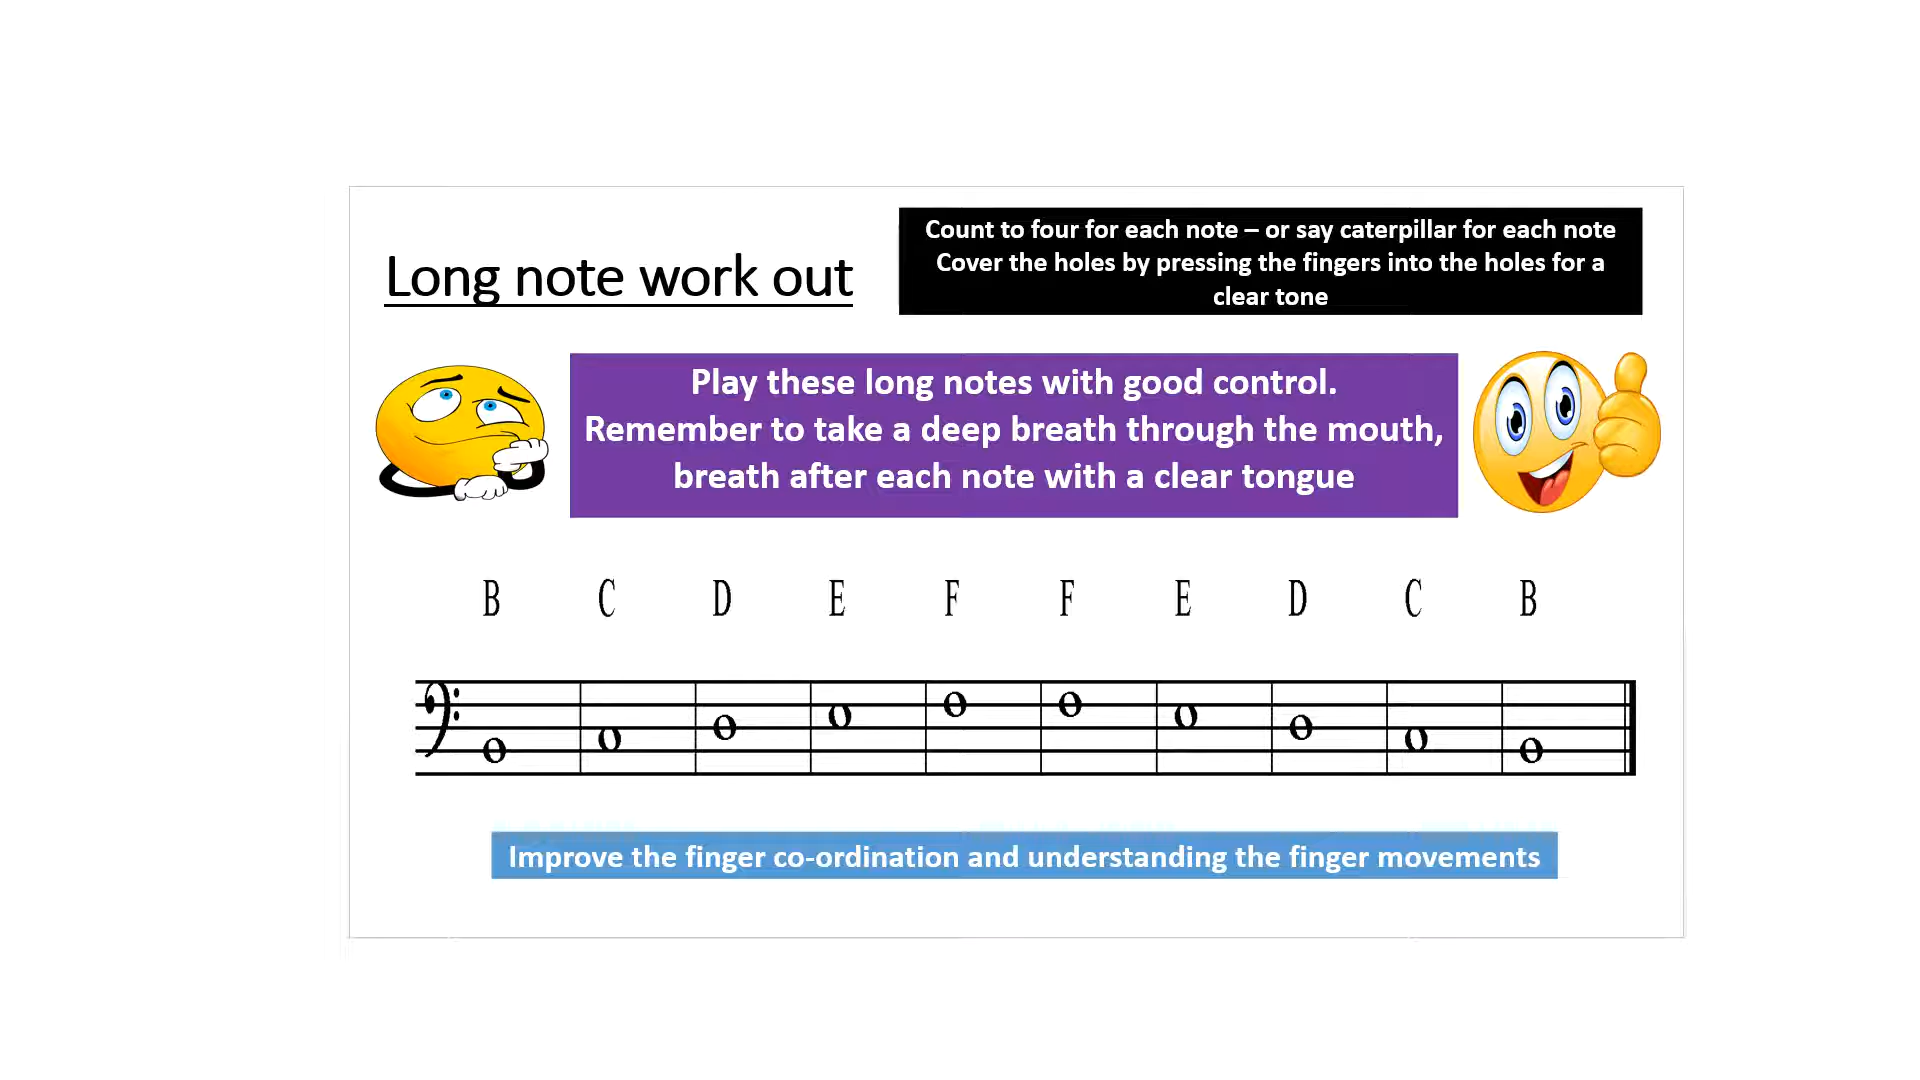 Long note work out
Count to four for each note – or say caterpillar for each note
Cover the holes by pressing the fingers into the holes for a
clear tone
Play these long notes with good control.
Remember to take a deep breath through the mouth,
breath after each note with a clear tongue
B C D E F F E D C B
Improve the finger co-ordination and understanding the finger movements